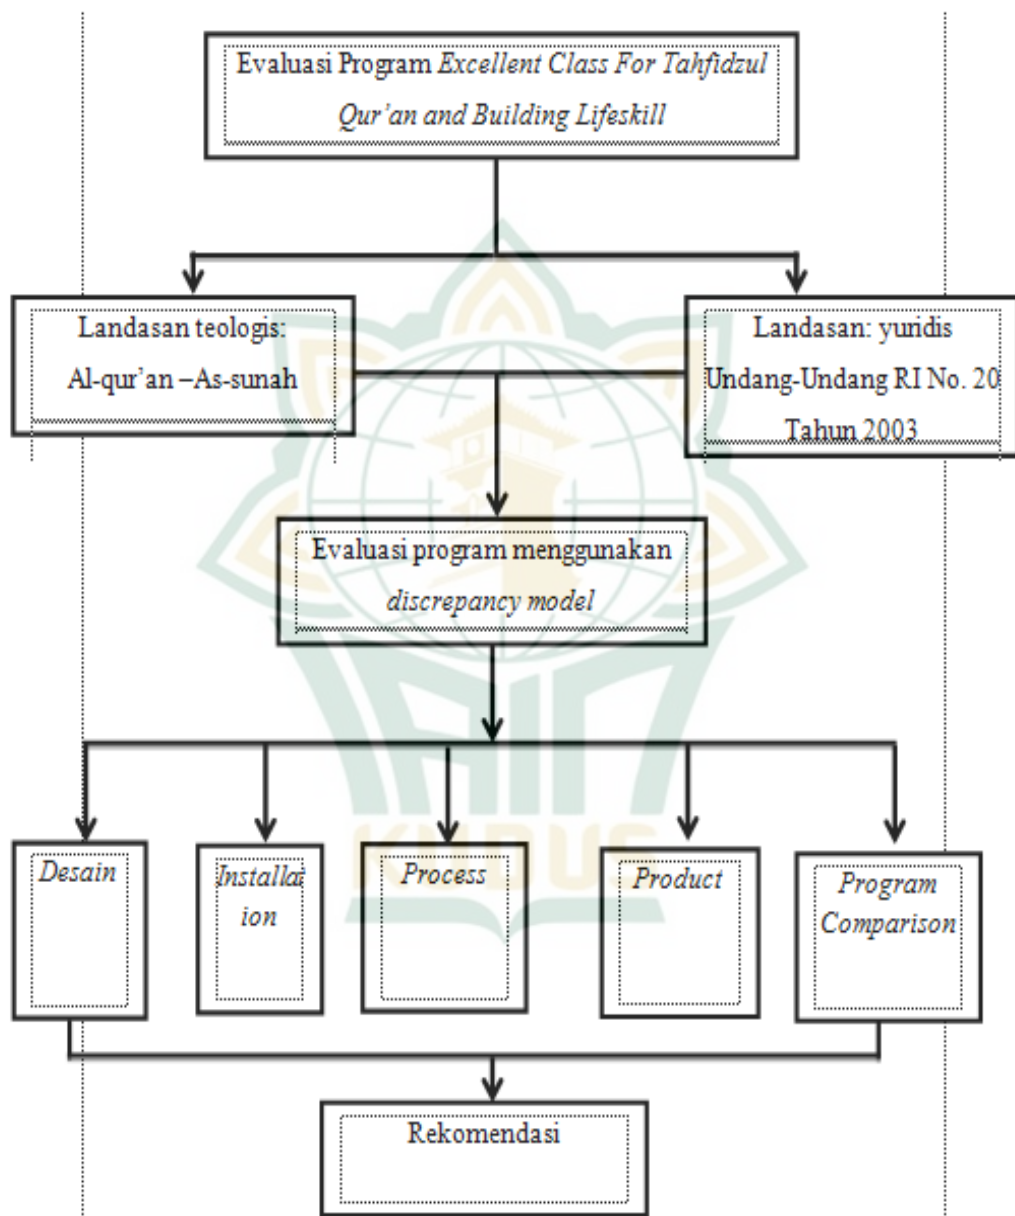 Evaluasi Program Excellent Class For Tahfidzul
Qur’an and Building Lifeskill
Landasan teologis:
Al-qur’an –As-sunah
Landasan: yuridis
Undang-Undang RI No. 20
Tahun 2003
Evaluasi program menggunakan
discrepancy model
Desain
Installat
ion
Process
Product
Program
Comparison
Rekomendasi
IAIN
KUDUS